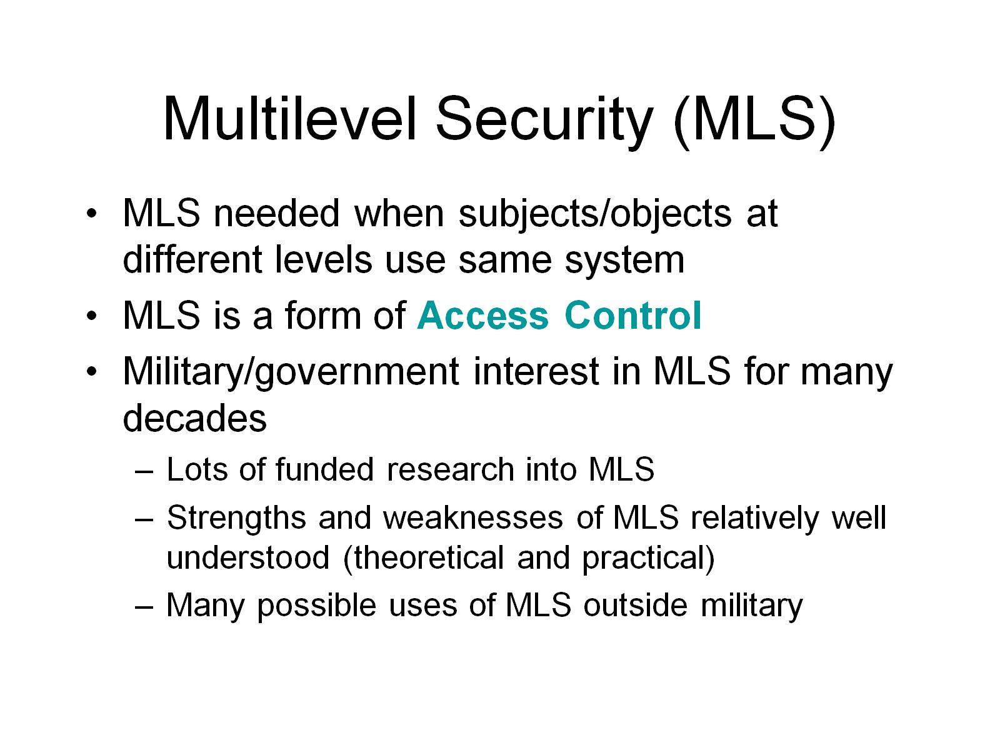 Multilevel Security (MLS)
• MLS needed when subjects/objects at
different levels use same system
• MLS is a form of Access Control
• Military/government interest in MLS for many
decades
– Lots of funded research into MLS
– Strengths and weaknesses of MLS relatively well
understood (theoretical and practical)
– Many possible uses of MLS outside military